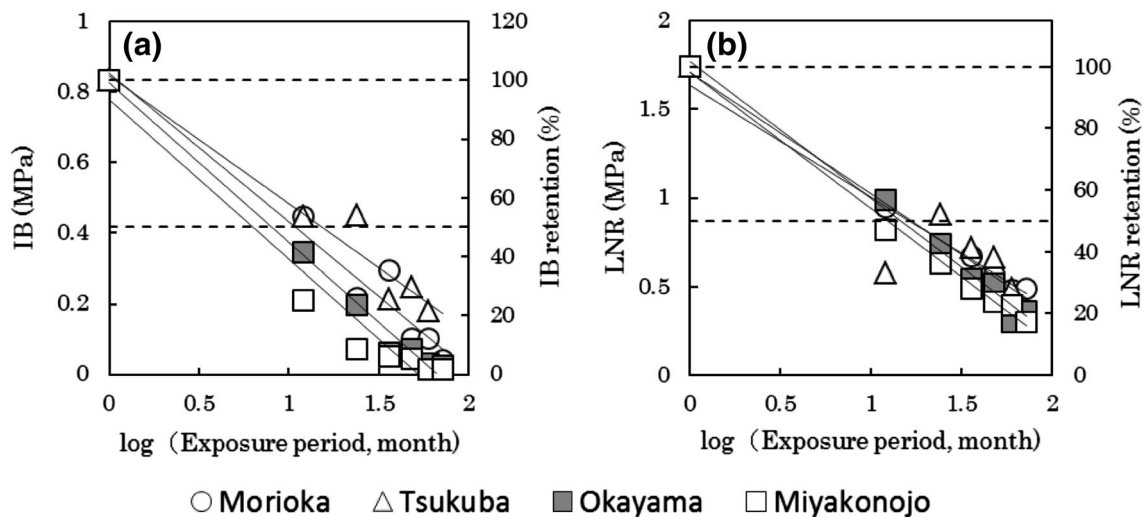 (a)
1
0.8
0.6
0.4
0.2
0
IB (MPa)
120
100
80
60
40
20
0
IB retention (%)
0 0.5 1 1.5 2
log （Exposure period, month)
(b)
2
1.5
1
0.5
0
LNR (MPa)
100
80
60
40
20
0
LNR retention (%)
0 0.5 1 1.5 2
log （Exposure period, month)
Morioka Tsukuba Okayama Miyakonojo